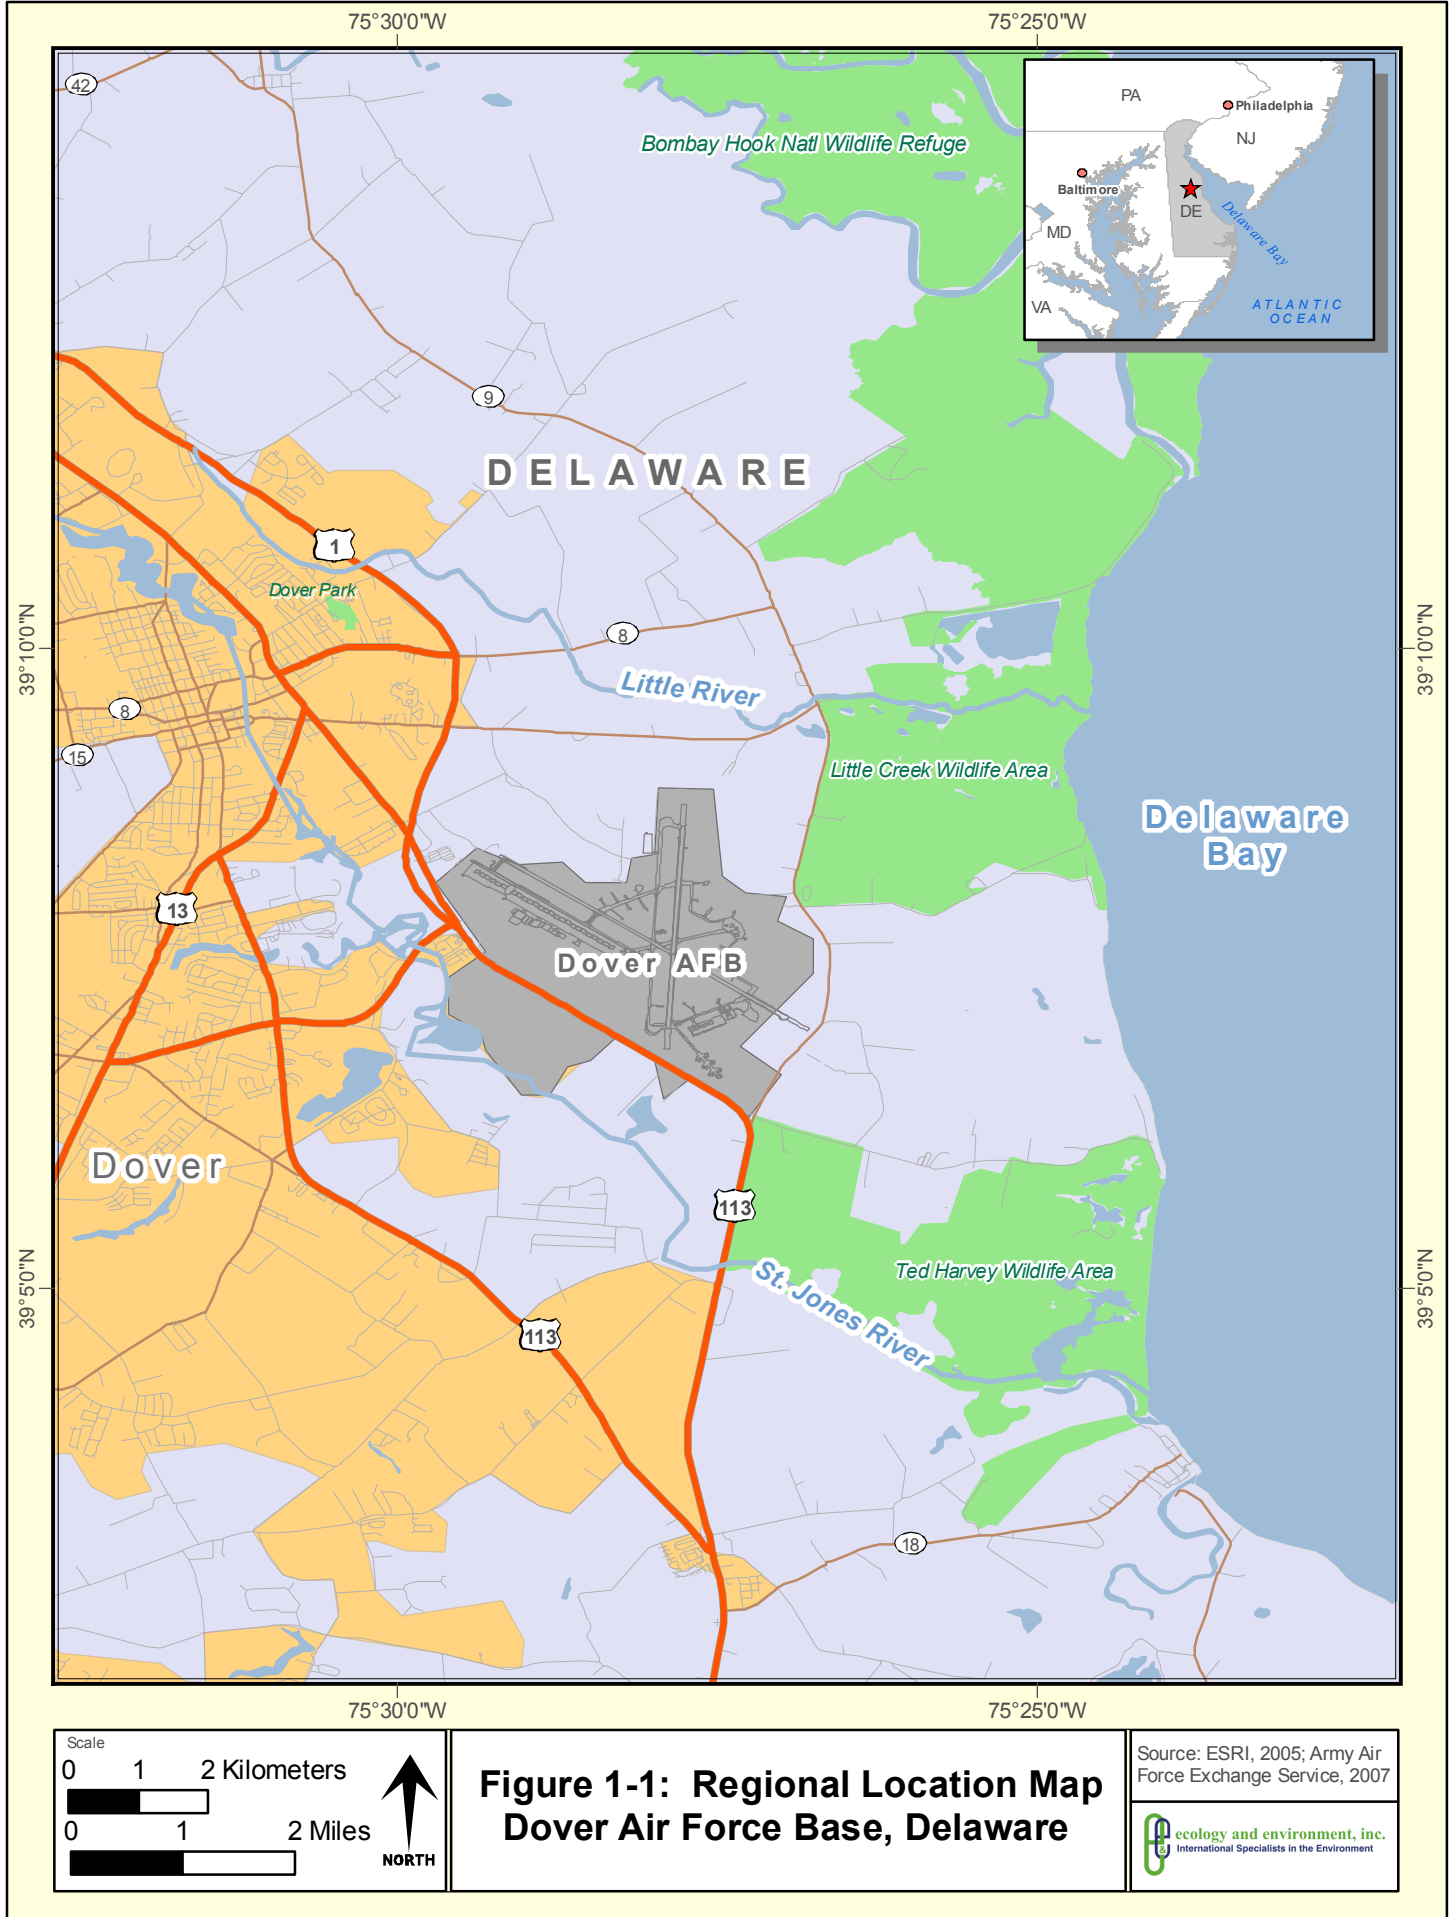 75°30'0"W
75°25'0"W
42
PA
Philadelphia
NJ
Bombay Hook Natl Wildlife Refuge
Baltimore
DE
Delaware Bay
MD
VA
ATLANTIC
OCEAN
9
DELAWARE
1
Dover Park
39°10'0"N
39°10'0"N
8
Little River
8
15
Little Creek Wildlife Area
Delaware
Bay
13
Dover AFB
Dover
113
39°5'0"N
39°5'0"N
Ted Harvey Wildlife Area
St. Jones River
113
18
75°30'0"W
75°25'0"W
Scale
0 1 2 Kilometers
0 1 2 Miles
NORTH
Figure 1-1: Regional Location Map
Dover Air Force Base, Delaware
Source: ESRI, 2005; Army Air
Force Exchange Service, 2007
e & e
ecology and environment, inc.
International Specialists in the Environment